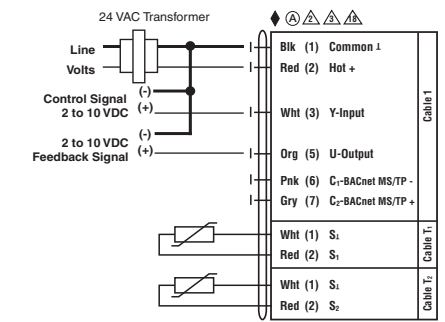 24 VAC Transformer
♦ Ⓐ 2 3 18
Line
Volts
Blk (1) Common ⊥
Red (2) Hot +
(-)
Control Signal
2 to 10 VDC
(+)
Wht (3) Y-Input
(-)
2 to 10 VDC
Feedback Signal
(+)
Org (5) U-Output
Pnk (6) C₁-BACnet MS/TP -
Gry (7) C₂-BACnet MS/TP +
Cable 1
Wht (1) S⊥
Red (2) S₁
Cable T₁
Wht (1) S⊥
Red (2) S₂
Cable T₂